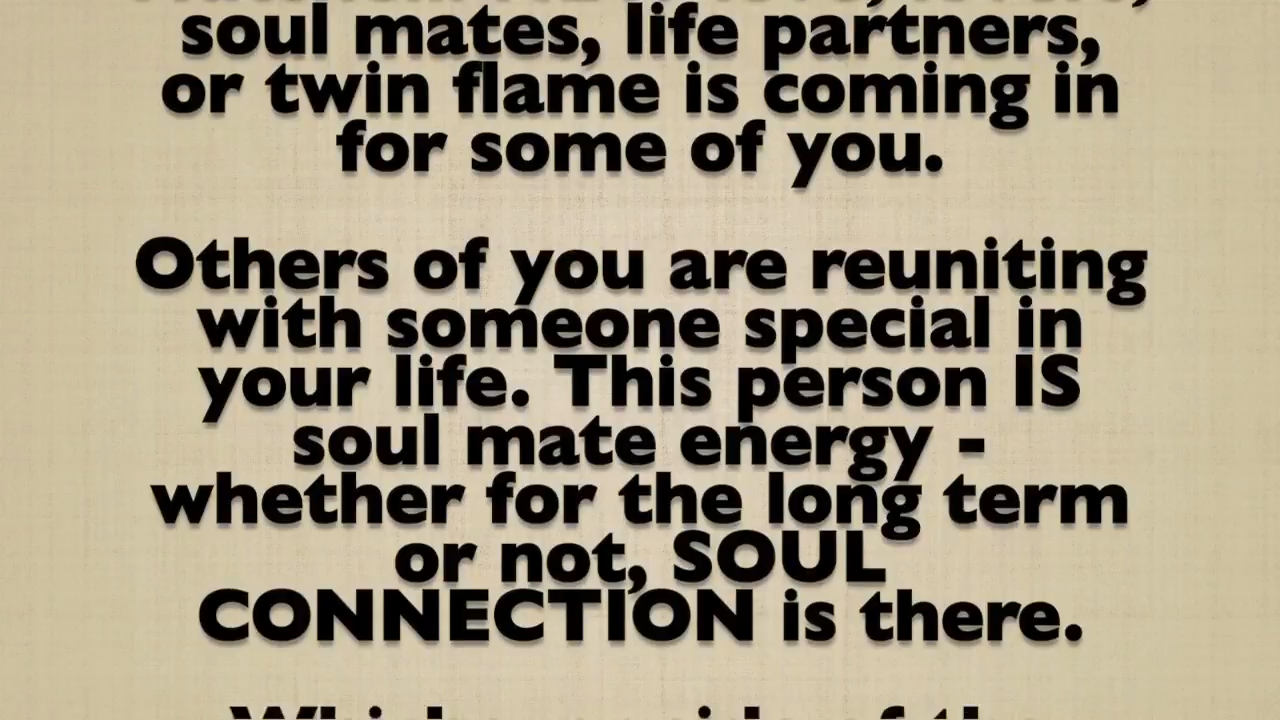 soul mates, life partners,
or twin flame is coming in
for some of you.
Others of you are reuniting
with someone special in
your life. This person IS
soul mate energy -
whether for the long term
or not, SOUL
CONNECTION is there.